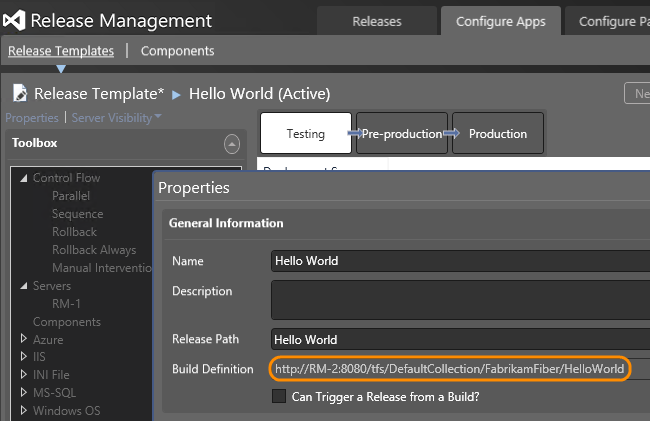 Release Management
Releases
Configure Apps
Configure Pa
Release Templates | Components
Release Template* ▸ Hello World (Active)
Ne
Properties | Server Visibility
Toolbox
Testing
Pre-production
Production
Control Flow
Parallel
Sequence
Rollback
Rollback Always
Manual Interventio
Servers
RM-1
Components
Azure
IIS
INI File
MS-SQL
Windows OS
Properties
General Information
Name
Hello World
Description
Release Path
Hello World
Build Definition
http://RM-2:8080/tfs/DefaultCollection/FabrikamFiber/HelloWorld
Can Trigger a Release from a Build?